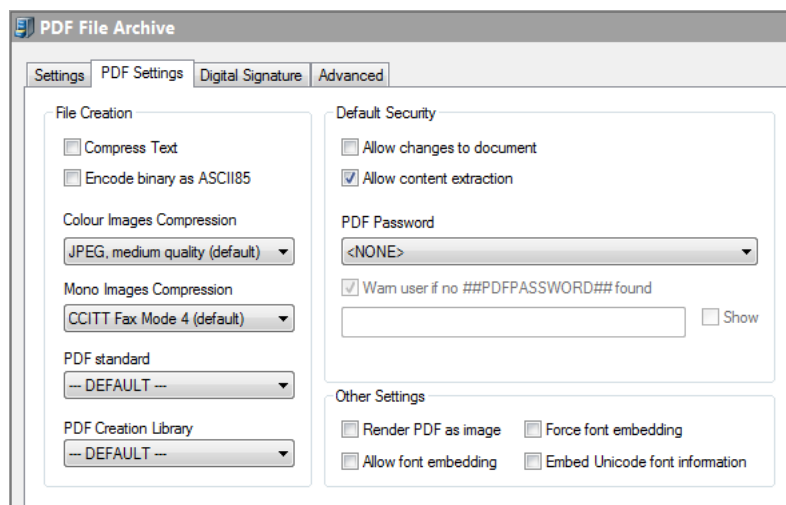 PDF File Archive
Settings PDF Settings Digital Signature Advanced
File Creation
Compress Text
Encode binary as ASCII85
Colour Images Compression
JPEG, medium quality (default)
Mono Images Compression
CCITT Fax Mode 4 (default)
PDF standard
--- DEFAULT ---
PDF Creation Library
--- DEFAULT ---
Default Security
Allow changes to document
Allow content extraction
PDF Password
<NONE>
Warn user if no ##PDFPASSWORD## found
Show
Other Settings
Render PDF as image Force font embedding
Allow font embedding Embed Unicode font information